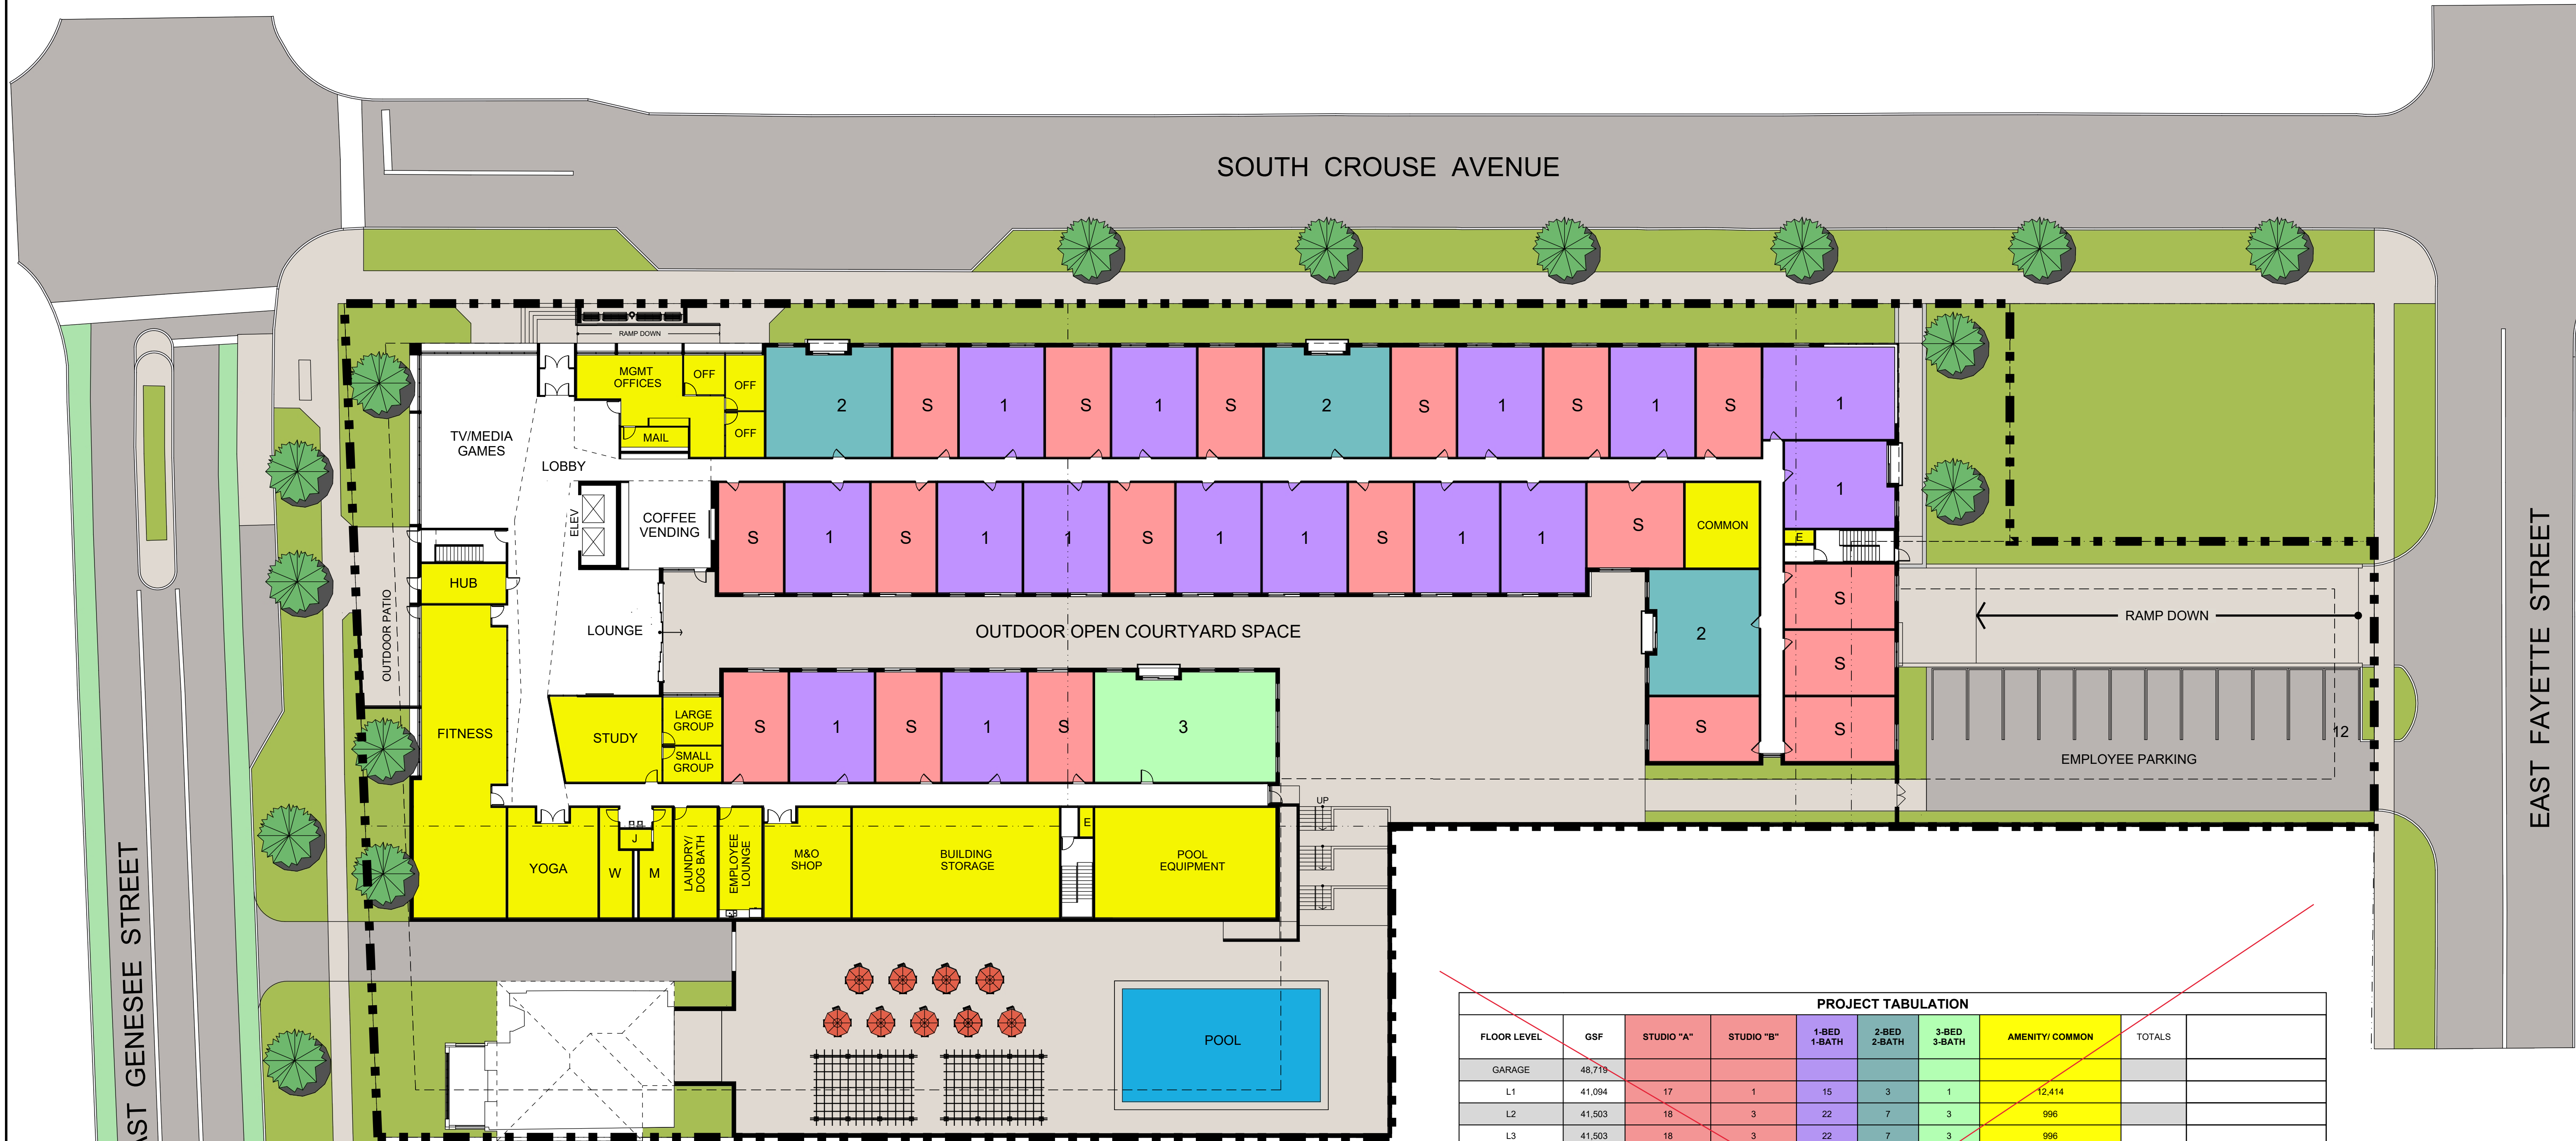 SOUTH CROUSE AVENUE
RAMP DOWN
MGMT
OFFICES
OFF
OFF
OFF
MAIL
TV/MEDIA
GAMES
LOBBY
2
S
1
S
1
S
2
S
1
S
1
S
1
1
ELEV
COFFEE
VENDING
S
1
S
1
1
S
1
1
S
1
1
S
COMMON
E
HUB
OUTDOOR PATIO
LOUNGE
OUTDOOR OPEN COURTYARD SPACE
2
S
S
S
S
RAMP DOWN
12
EMPLOYEE PARKING
EAST FAYETTE STREET
FITNESS
STUDY
LARGE
GROUP
SMALL
GROUP
S
1
S
1
S
3
UP
YOGA
W
J
M
LAUNDRY/
DOG BATH
EMPLOYEE
LOUNGE
M&O
SHOP
BUILDING
STORAGE
E
POOL
EQUIPMENT
POOL
AST GENESEE STREET
PROJECT TABULATION
FLOOR LEVEL GSF STUDIO "A" STUDIO "B" 1-BED 1-BATH 2-BED 2-BATH 3-BED 3-BATH AMENITY/ COMMON TOTALS
GARAGE 48,719
L1 41,094 17 1 15 3 1 12,414
L2 41,503 18 3 22 7 3 996
L3 41,503 18 3 22 7 3 996